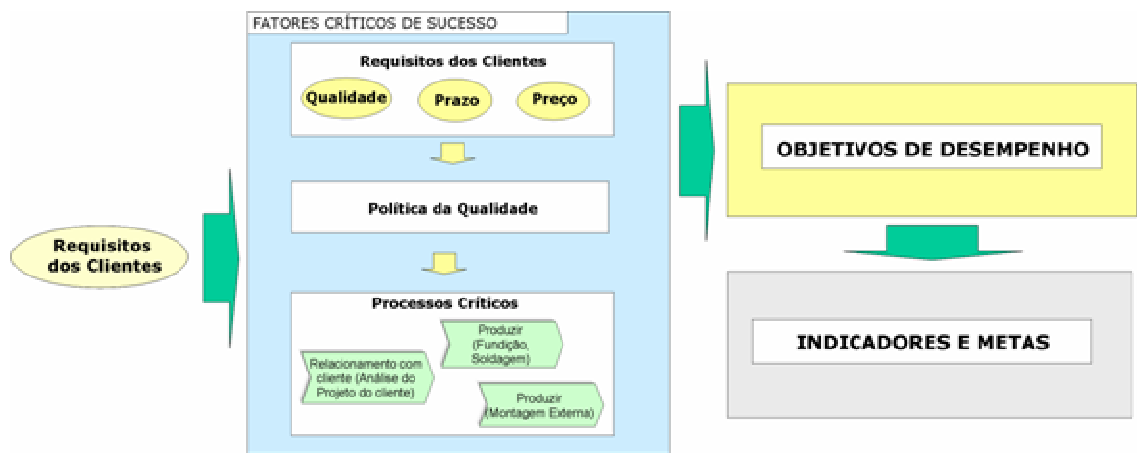 FATORES CRÍTICOS DE SUCESSO
Requisitos dos Clientes
Qualidade
Prazo
Preço
Política da Qualidade
Processos Críticos
Produzir
(Fundição,
Soldagem)
Relacionamento com
cliente (Análise do
Projeto do cliente)
Produzir
(Montagem Externa)
Requisitos
dos Clientes
OBJETIVOS DE DESEMPENHO
INDICADORES E METAS